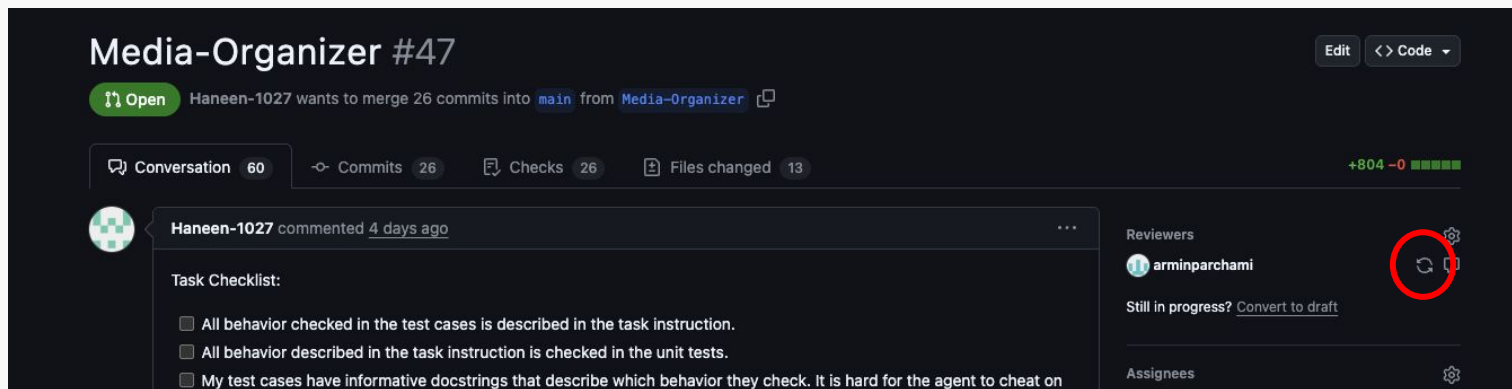 Media-Organizer #47
Edit
<> Code
Open
Haneen-1027 wants to merge 26 commits into main from Media-Organizer
Conversation 60
Commits 26
Checks 26
Files changed 13
+804 −0
Haneen-1027 commented 4 days ago
Reviewers
arminparchami
Task Checklist:
Still in progress? Convert to draft
All behavior checked in the test cases is described in the task instruction.
All behavior described in the task instruction is checked in the unit tests.
My test cases have informative docstrings that describe which behavior they check. It is hard for the agent to cheat on
Assignees